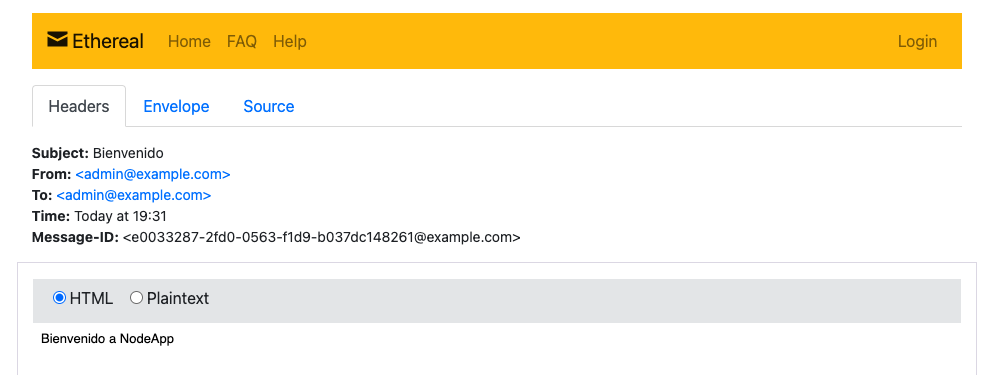 Ethereal Home FAQ Help Login
Headers Envelope Source
Subject: Bienvenido
From: <admin@example.com>
To: <admin@example.com>
Time: Today at 19:31
Message-ID: <e0033287-2fd0-0563-f1d9-b037dc148261@example.com>
HTML Plaintext
Bienvenido a NodeApp